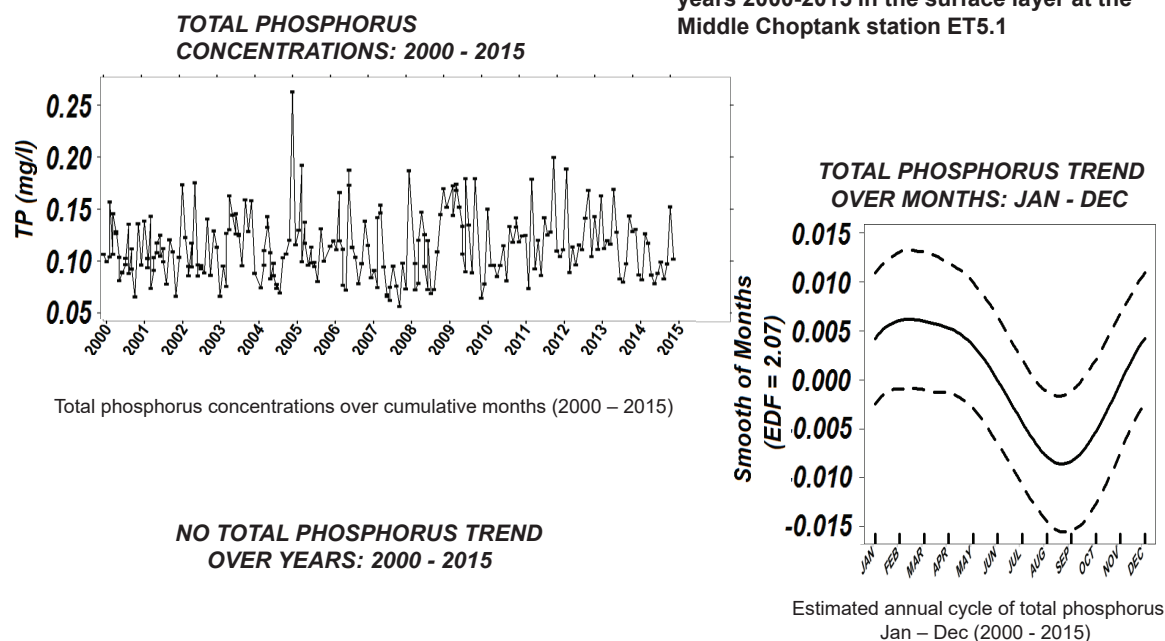 years 2000-2015 in the surface layer at the
Middle Choptank station ET5.1
TOTAL PHOSPHORUS
CONCENTRATIONS: 2000 - 2015
TP (mg/l)
0.25
0.20
0.15
0.10
0.05
2000
2001
2002
2003
2004
2005
2006
2007
2008
2009
2010
2011
2012
2013
2014
2015
Total phosphorus concentrations over cumulative months (2000 – 2015)
NO TOTAL PHOSPHORUS TREND
OVER YEARS: 2000 - 2015
TOTAL PHOSPHORUS TREND
OVER MONTHS: JAN - DEC
Smooth of Months
(EDF = 2.07)
0.015
0.010
0.005
0.000
-0.005
-0.010
-0.015
JAN
FEB
MAR
APR
MAY
JUN
JUL
AUG
SEP
OCT
NOV
DEC
Estimated annual cycle of total phosphorus
Jan – Dec (2000 - 2015)